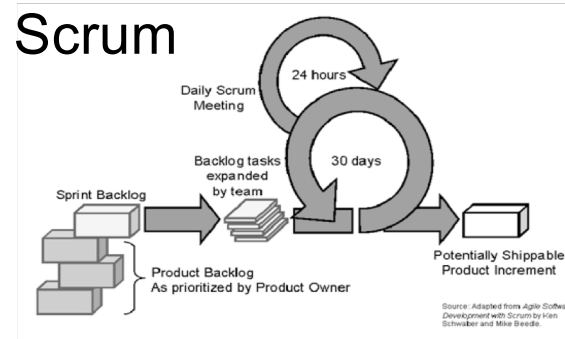 Scrum
24 hours
Daily Scrum
Meeting
Backlog tasks
expanded
by team
30 days
Sprint Backlog
Potentially Shippable
Product Increment
Product Backlog
As prioritized by Product Owner
Source: Adapted from Agile Softwa
Development with Scrum by Ken
Schwaber and Mike Beedle.